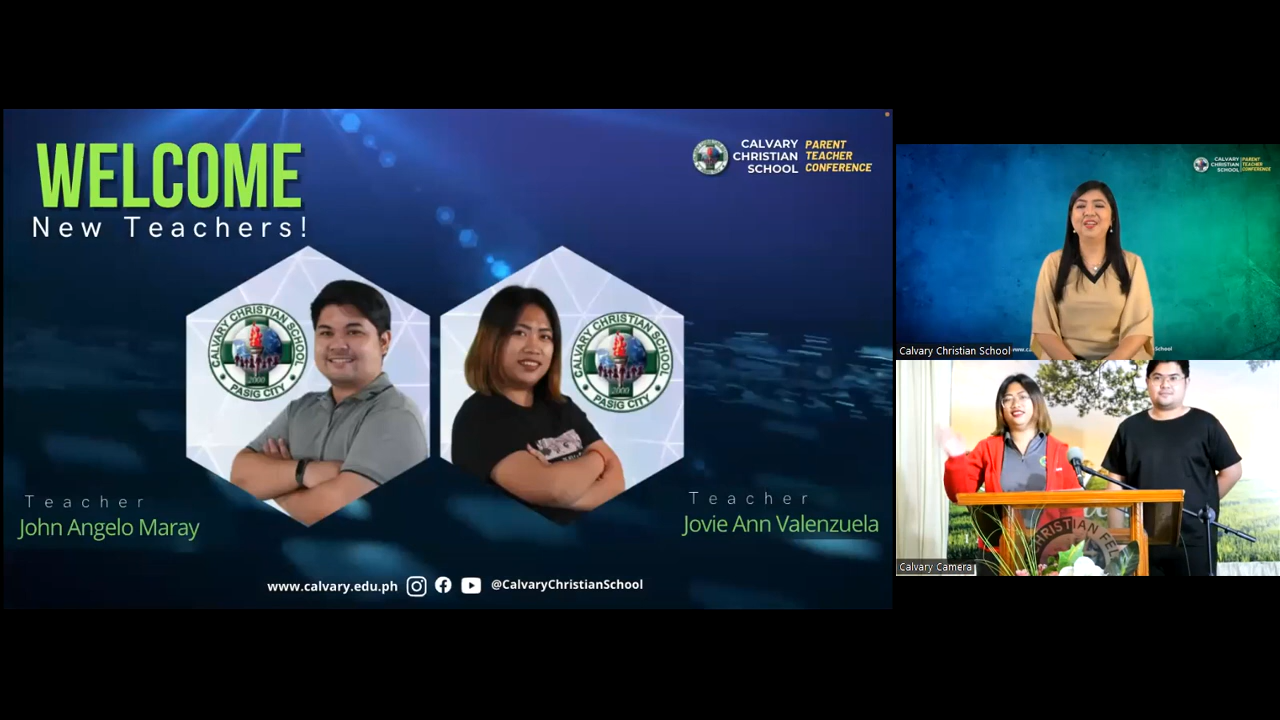 WELCOME
New Teachers!
CALVARY
CHRISTIAN
SCHOOL
PARENT
TEACHER
CONFERENCE
CALVARY CHRISTIAN SCHOOL
2000
PASIG CITY
CALVARY CHRISTIAN SCHOOL
2000
PASIG CITY
Teacher
John Angelo Maray
Teacher
Jovie Ann Valenzuela
www.calvary.edu.ph
@CalvaryChristianSchool
CALVARY
CHRISTIAN
SCHOOL
PARENT
TEACHER
CONFERENCE
Calvary Christian School
CHRISTIAN FEL
Calvary Camera